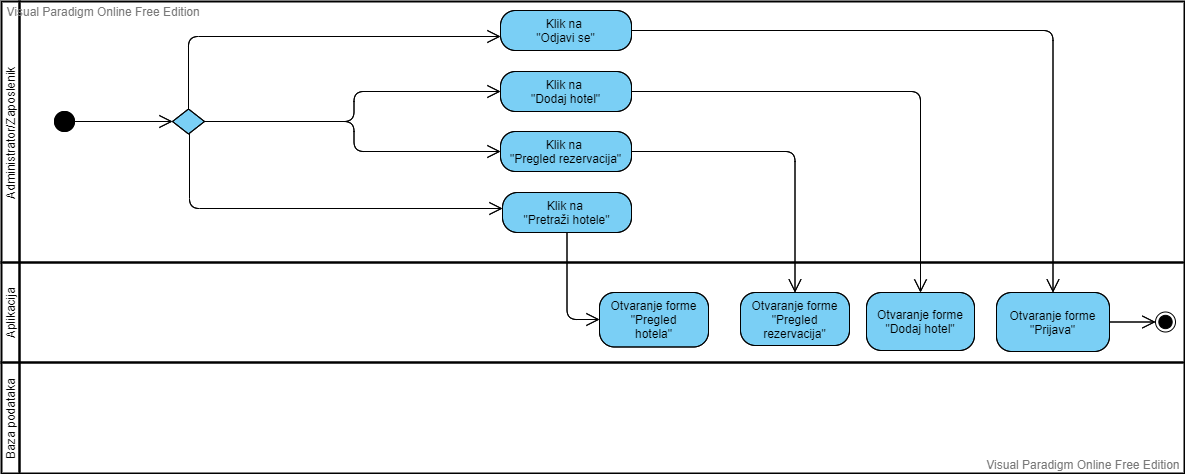 Visual Paradigm Online Free Edition
Administrator/Zaposlenik
Klik na
"Odjavi se"
Klik na
"Dodaj hotel"
Klik na
"Pregled rezervacija"
Klik na
"Pretraži hotele"
Aplikacija
Otvaranje forme
"Pregled
hotela"
Otvaranje forme
"Pregled
rezervacija"
Otvaranje forme
"Dodaj hotel"
Otvaranje forme
"Prijava"
Baza podataka
Visual Paradigm Online Free Edition